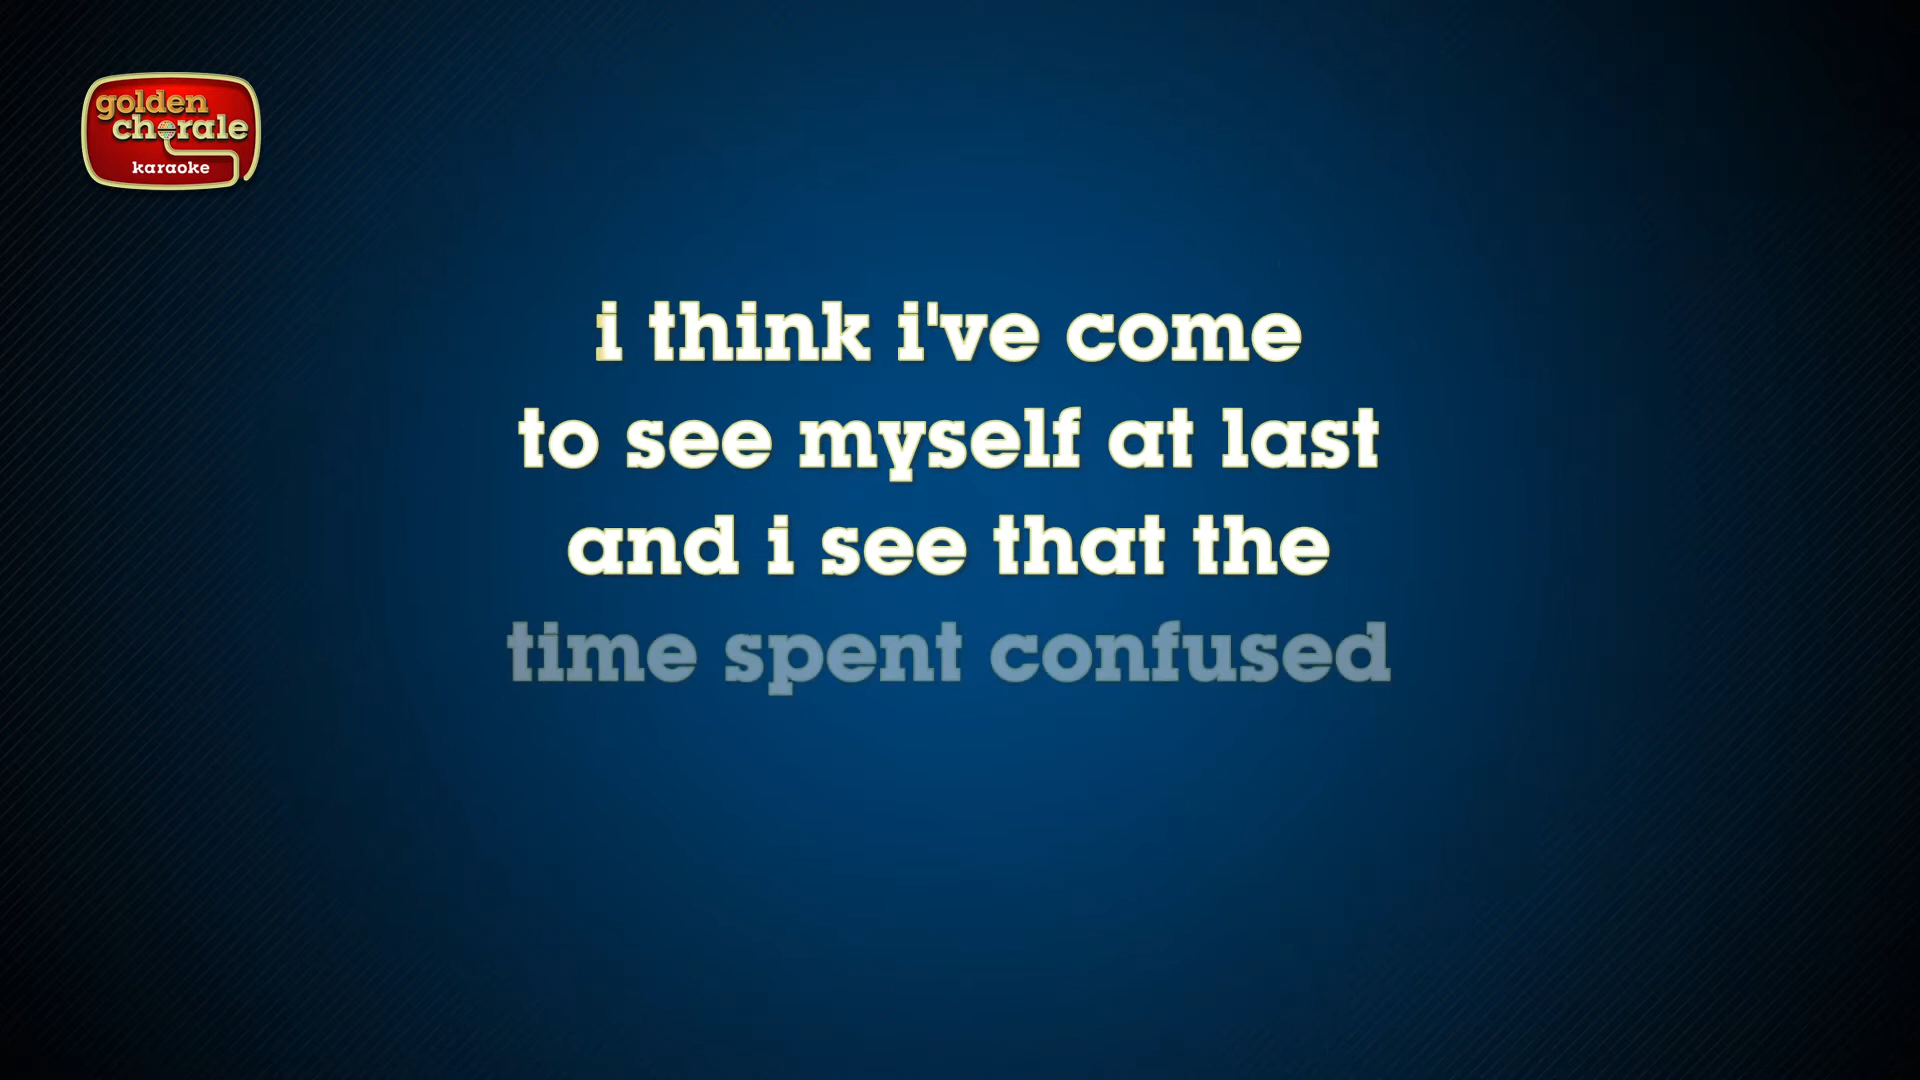 golden
chorale
karaoke
i think i've come
to see myself at last
and i see that the
time spent confused